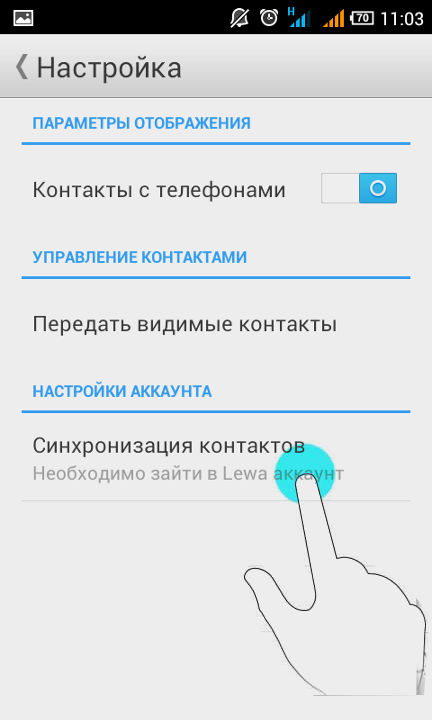 H 70 11:03
Настройка
ПАРАМЕТРЫ ОТОБРАЖЕНИЯ
Контакты с телефонами
УПРАВЛЕНИЕ КОНТАКТАМИ
Передать видимые контакты
НАСТРОЙКИ АККАУНТА
Синхронизация контактов
Необходимо зайти в Lewa аккаунт